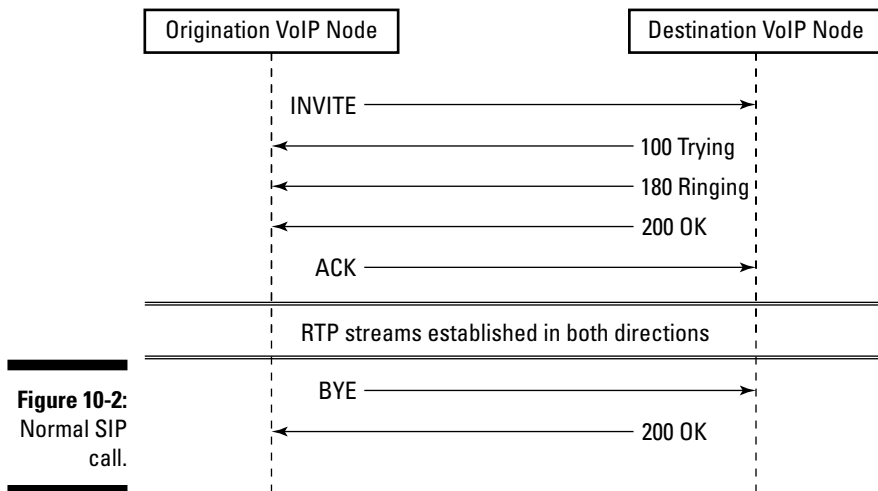 Origination VoIP Node
Destination VoIP Node
INVITE
100 Trying
180 Ringing
200 OK
ACK
RTP streams established in both directions
BYE
200 OK
Figure 10-2:
Normal SIP
call.